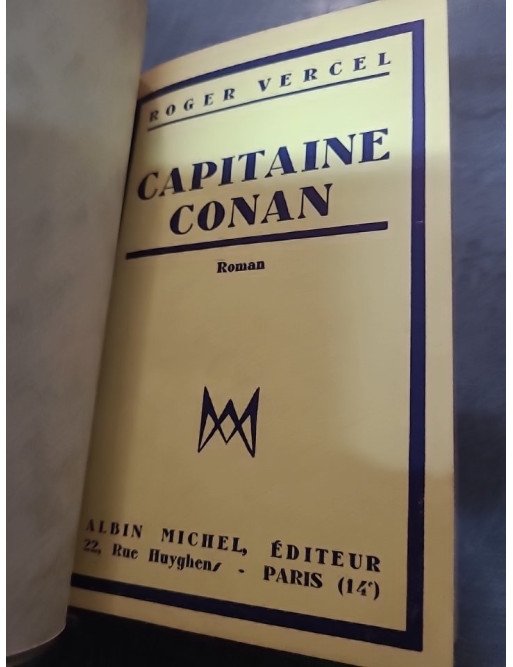 ROGER VERCEL
CAPITAINE
CONAN
Roman
ALBIN MICHEL, ÉDITEUR
22, Rue Huyghens - PARIS (14e)